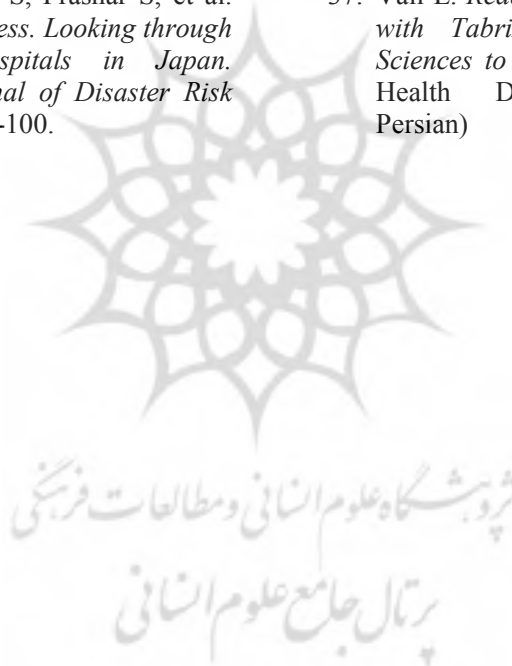 S, Prashar S, et al.
ess. Looking through
spitals in Japan.
nal of Disaster Risk
-100.
37. Vali L. Read
with Tabri
Sciences to
Health D
Persian)
پژوهشگاه علوم انسانی و مطالعات فرهنگی
پرتال جامع علوم انسانی